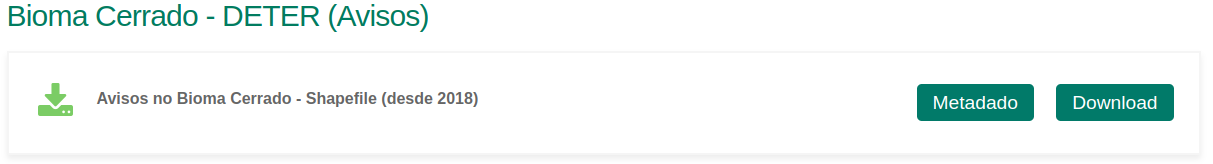 Bioma Cerrado - DETER (Avisos)
Avisos no Bioma Cerrado - Shapefile (desde 2018)
Metadado
Download